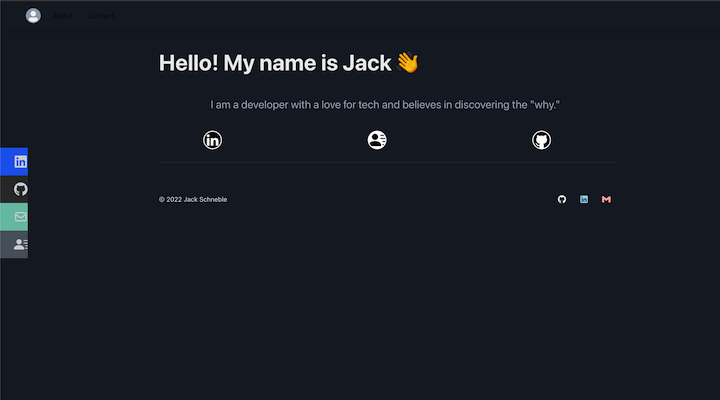 About Contact
Hello! My name is Jack 👋
I am a developer with a love for tech and believes in discovering the "why."
© 2022 Jack Schneble